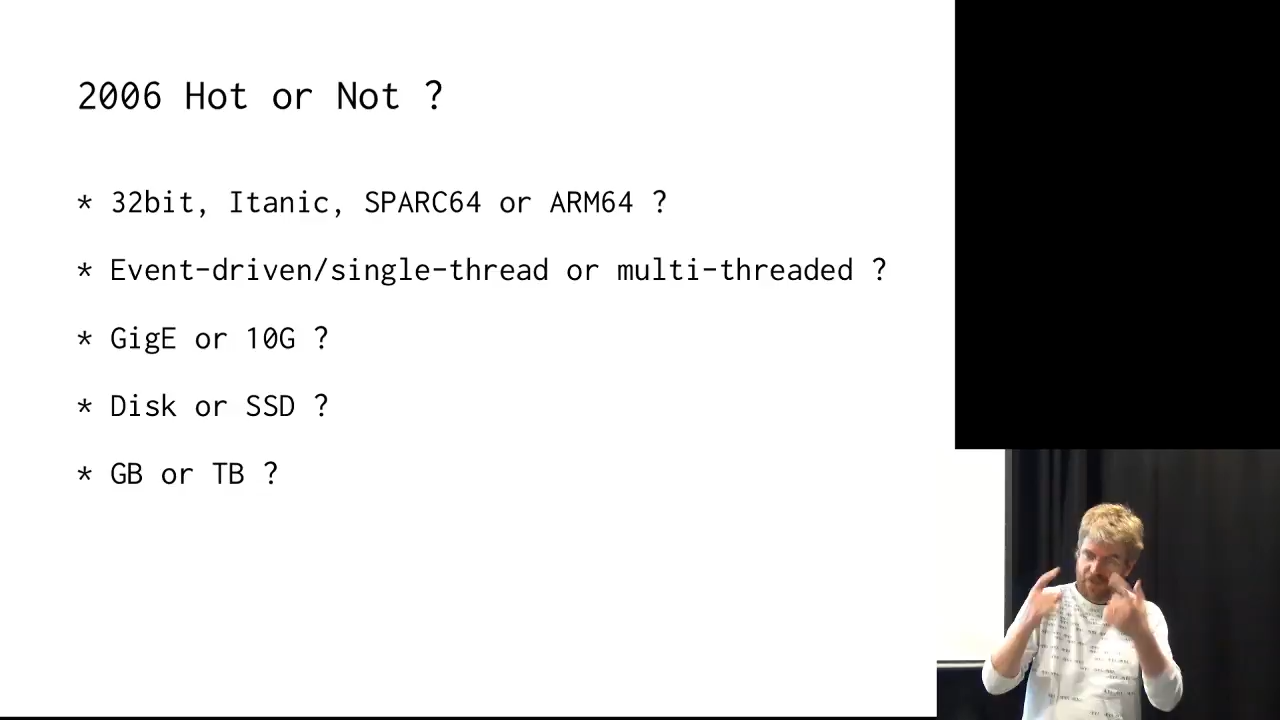 2006 Hot or Not ?
* 32bit, Itanic, SPARC64 or ARM64 ?
* Event-driven/single-thread or multi-threaded ?
* GigE or 10G ?
* Disk or SSD ?
* GB or TB ?